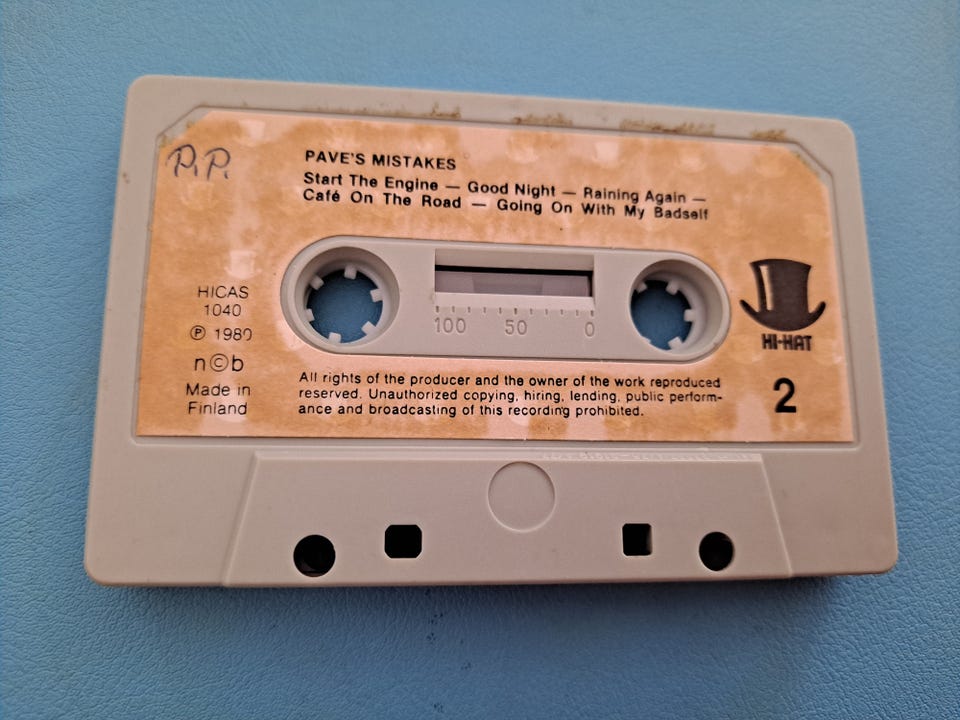 P.P.
PAVE'S MISTAKES
Start The Engine — Good Night — Raining Again —
Café On The Road — Going On With My Badself
HICAS
1040
℗ 1980
n©b
Made in
Finland
100 50 0
HI-HAT
2
All rights of the producer and the owner of the work reproduced
reserved. Unauthorized copying, hiring, lending, public perform-
ance and broadcasting of this recording prohibited.